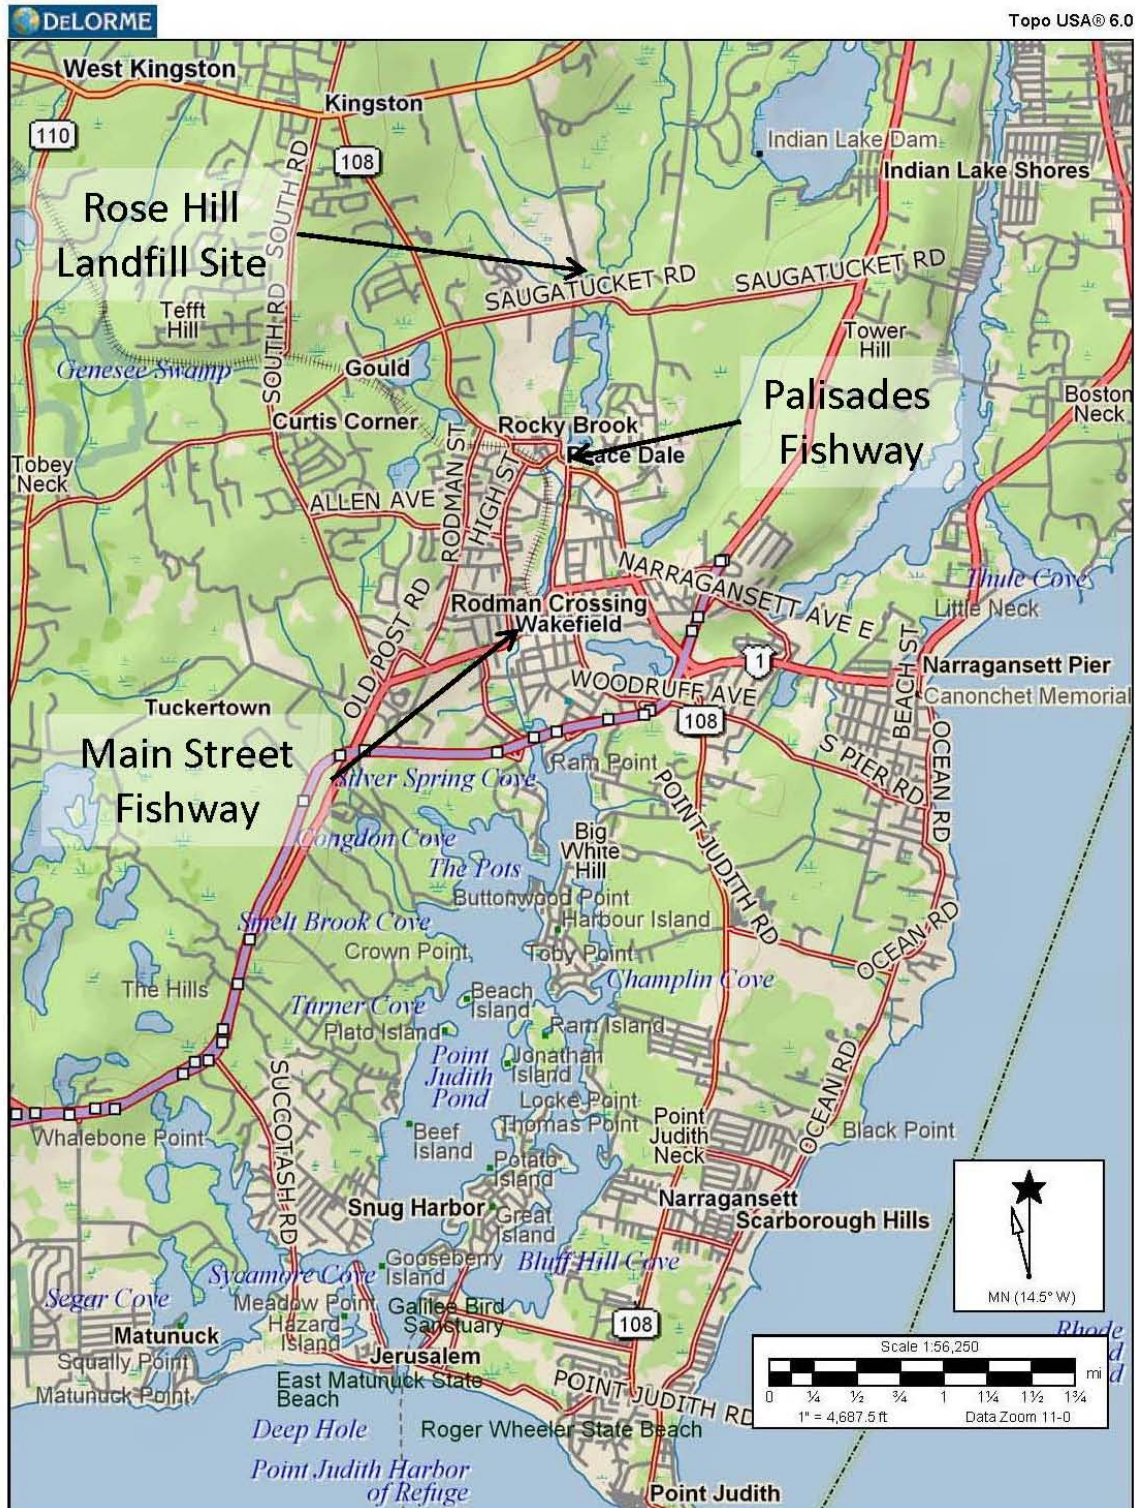 DELORME
Topo USA® 6.0
West Kingston
Kingston
110
108
Indian Lake Dam
Indian Lake Shores
Rose Hill
Landfill Site
SOUTH RD
SAUGATUCKET RD
SAUGATUCKET RD
Tefft
Hill
SOUTH RD
Tower
Hill
Genesee Swamp
Gould
Palisades
Fishway
Boston
Neck
Curtis Corner
Rocky Brook
Peace Dale
Tobey
Neck
ALLEN AVE
RODMAN ST
HIGH ST
NARRAGANSETT AVE E
Thule Cove
Little Neck
Rodman Crossing
Wakefield
OLD POST RD
1
BEACH ST
Narragansett Pier
WOODRUFF AVE
Canonchet Memorial
Tuckertown
108
Main Street
Fishway
S PIER RD
OCEAN RD
Ram Point
Silver Spring Cove
POINT JUDITH RD
Congdon Cove
Big
White
Hill
The Pots
Buttonwood Point
Harbour Island
Smelt Brook Cove
Crown Point
Toby Point
OCEAN RD
Champlin Cove
The Hills
Turner Cove
Beach
Island
Plato Island
Ram Island
Point
Judith
Pond
Jonathan
Island
SUCCOTASH RD
Locke Point
Thomas Point
OCEAN RD
Point
Judith
Neck
Black Point
Whalebone Point
Beef
Island
Potato
Island
Snug Harbor
Great
Island
Narragansett
Scarborough Hills
Gooseberry
Island
Bluff Hill Cove
Sycamore Cove
Segar Cove
Meadow Point
Hazard
Island
Galilee Bird
Sanctuary
MN (14.5° W)
108
Rhode
d
d
Matunuck
Squally Point
Matunuck Point
Jerusalem
East Matunuck State
Beach
POINT JUDITH RD
Scale 1:56,250
mi
0 ¼ ½ ¾ 1 1¼ 1½ 1¾
1" = 4,687.5 ft Data Zoom 11-0
Deep Hole
Roger Wheeler State Beach
Point Judith Harbor
of Refuge
Point Judith